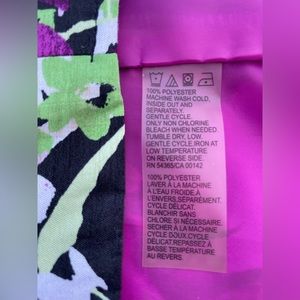 100% POLYESTER
MACHINE WASH COLD,
INSIDE OUT AND
SEPARATELY.
GENTLE CYCLE.
ONLY NON CHLORINE
BLEACH WHEN NEEDED.
TUMBLE DRY, LOW.
GENTLE CYCLE. IRON AT
LOW TEMPERATURE
ON REVERSE SIDE.
RN 54365/CA 00142
100% POLYESTER
LAVER À LA MACHINE
À L'EAU FROIDE,À
L'ENVERS,SÉPARÉMENT.
CYCLE DÉLICAT.
BLANCHIR SANS
CHLORE SI NÉCESSAIRE.
SÉCHER À LA MACHINE
CYCLE DOUX.CYCLE
DÉLICAT.REPASSEZ À
BASSE TEMPÉRATURE
AU REVERS